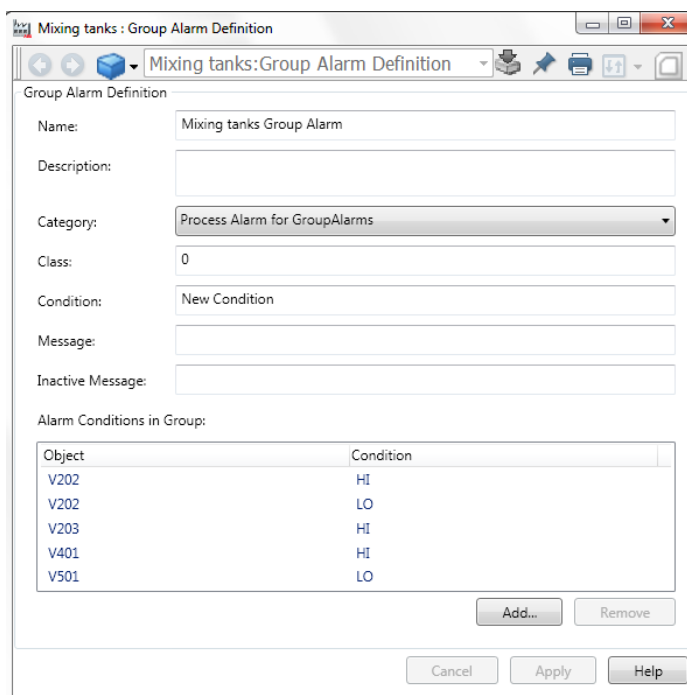 Mixing tanks : Group Alarm Definition
Mixing tanks:Group Alarm Definition
Group Alarm Definition
Name: Mixing tanks Group Alarm
Description:
Category: Process Alarm for GroupAlarms
Class: 0
Condition: New Condition
Message:
Inactive Message:
Alarm Conditions in Group:
Object Condition
V202 HI
V202 LO
V203 HI
V401 HI
V501 LO
Add... Remove
Cancel Apply Help